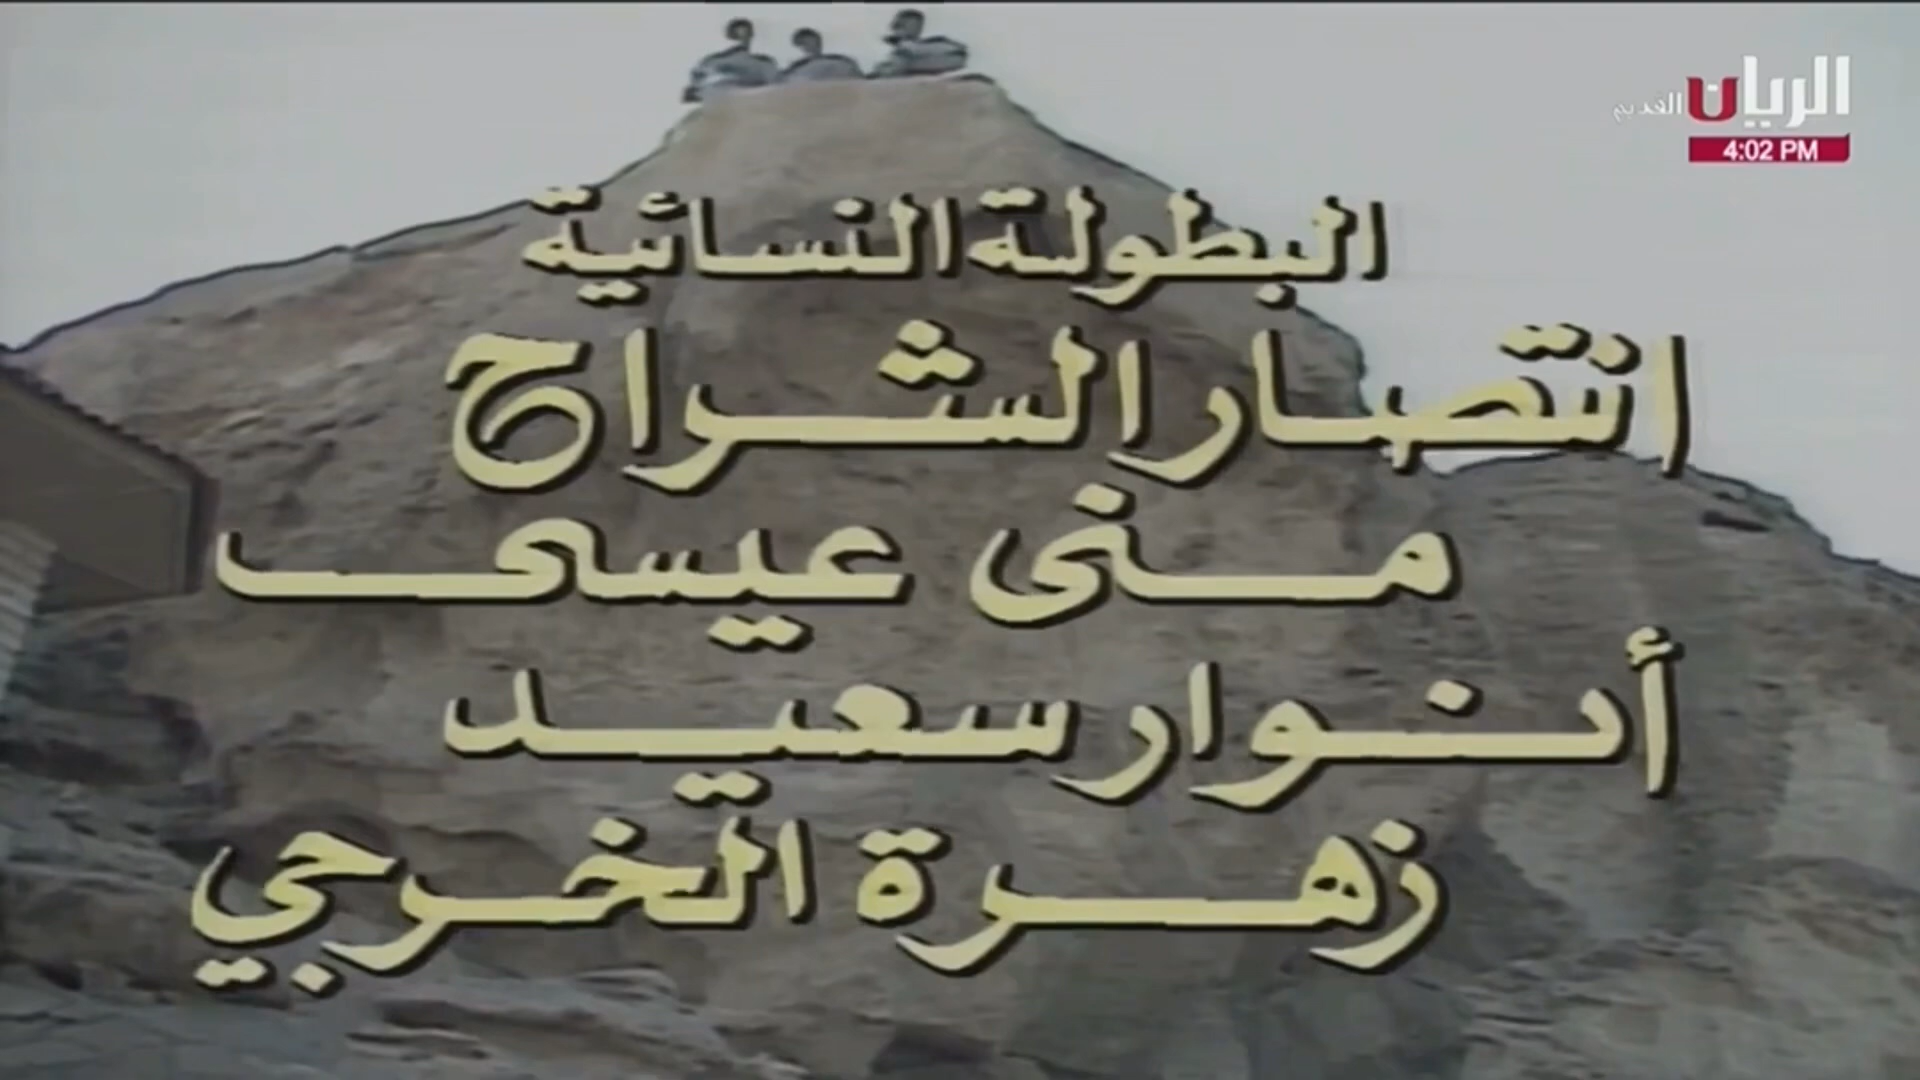 الريان القديم
4:02 PM
البطولة النسائية
انتصار الشراح
منى عيسى
أنوار سعيد
زهرة الخرجي